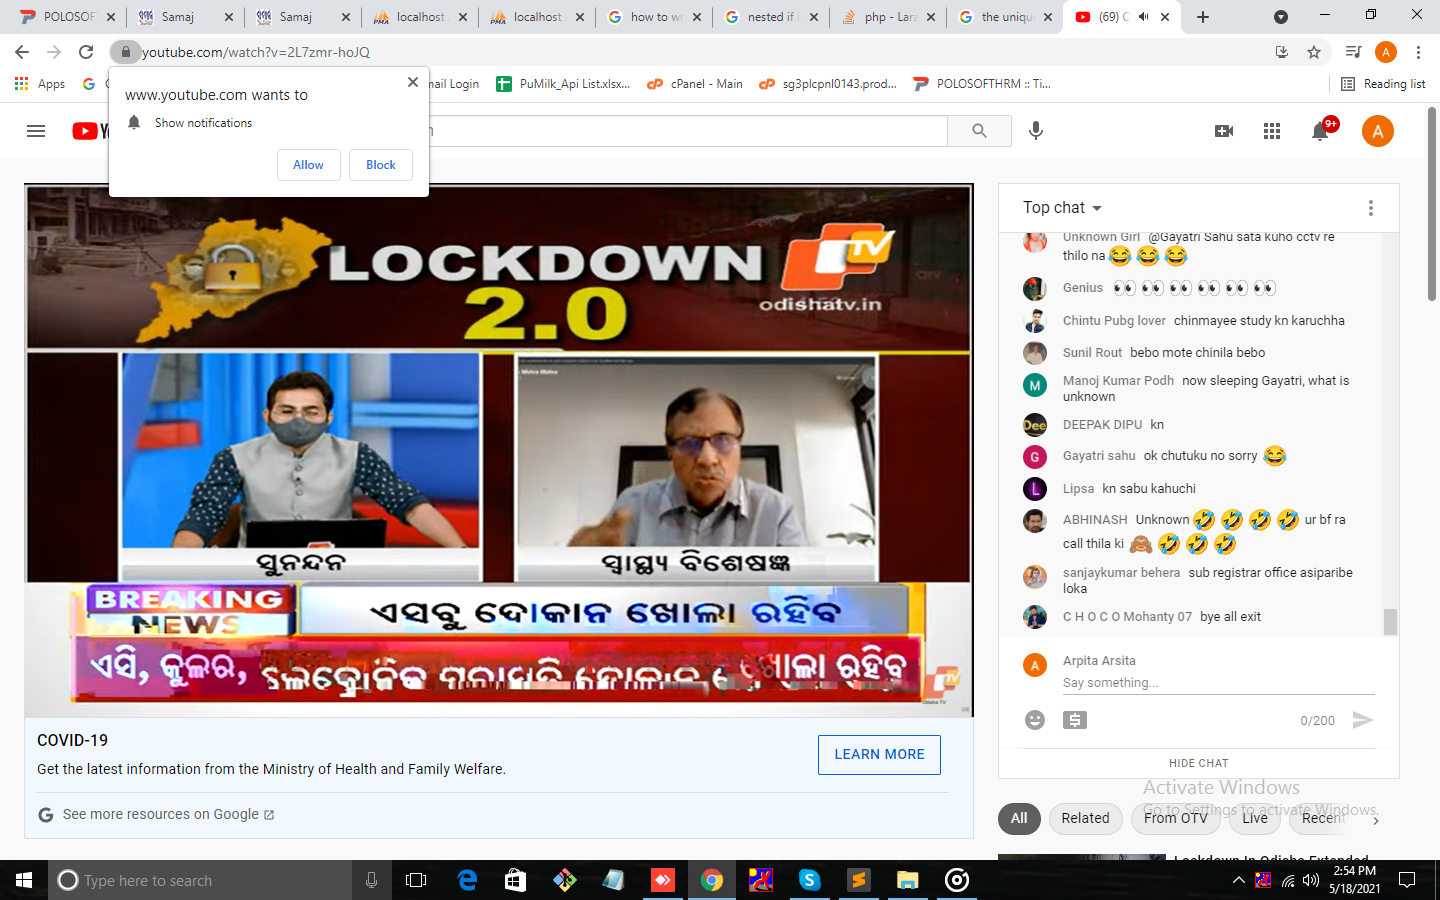 POLOSOFT
Samaj
Samaj
localhost
localhost
how to wr
nested if i
php - Lara
the uniqu
(69) C
youtube.com/watch?v=2L7zmr-hoJQ
Apps
mail Login
PuMilk_Api List.xlsx...
cPanel - Main
sg3plcpnl0143.prod...
POLOSOFTHRM :: Ti...
Reading list
www.youtube.com wants to
Show notifications
Allow
Block
9+
A
LOCKDOWN
2.0
OTV
odishatv.in
ସୁନନ୍ଦନ
ସ୍ୱାସ୍ଥ୍ୟ ବିଶେଷଜ୍ଞ
BREAKING
NEWS
ଏସବୁ ଦୋକାନ ଖୋଲା ରହିବ
ଏସି, କୁଲର,
ଖୋଲା ରହିବ
COVID-19
Get the latest information from the Ministry of Health and Family Welfare.
LEARN MORE
See more resources on Google
Top chat
Unknown Girl @Gayatri Sahu sata kuho cctv re
thilo na 😂 😂 😂
Genius 👀 👀 👀 👀 👀 👀
Chintu Pubg lover chinmayee study kn karuchha
Sunil Rout bebo mote chinila bebo
Manoj Kumar Podh now sleeping Gayatri, what is
unknown
DEEPAK DIPU kn
Gayatri sahu ok chutuku no sorry 😂
Lipsa kn sabu kahuchi
ABHINASH Unknown 🤣 🤣 🤣 🤣 ur bf ra
call thila ki 🙈 🤣 🤣 🤣
sanjaykumar behera sub registrar office asiparibe
loka
C H O C O Mohanty 07 bye all exit
Arpita Arsita
Say something...
0/200
HIDE CHAT
Activate Windows
Go to Settings to activate Windows.
All
Related
From OTV
Live
Recen
Lockdown In Odisha Extended
Type here to search
2:54 PM
5/18/2021